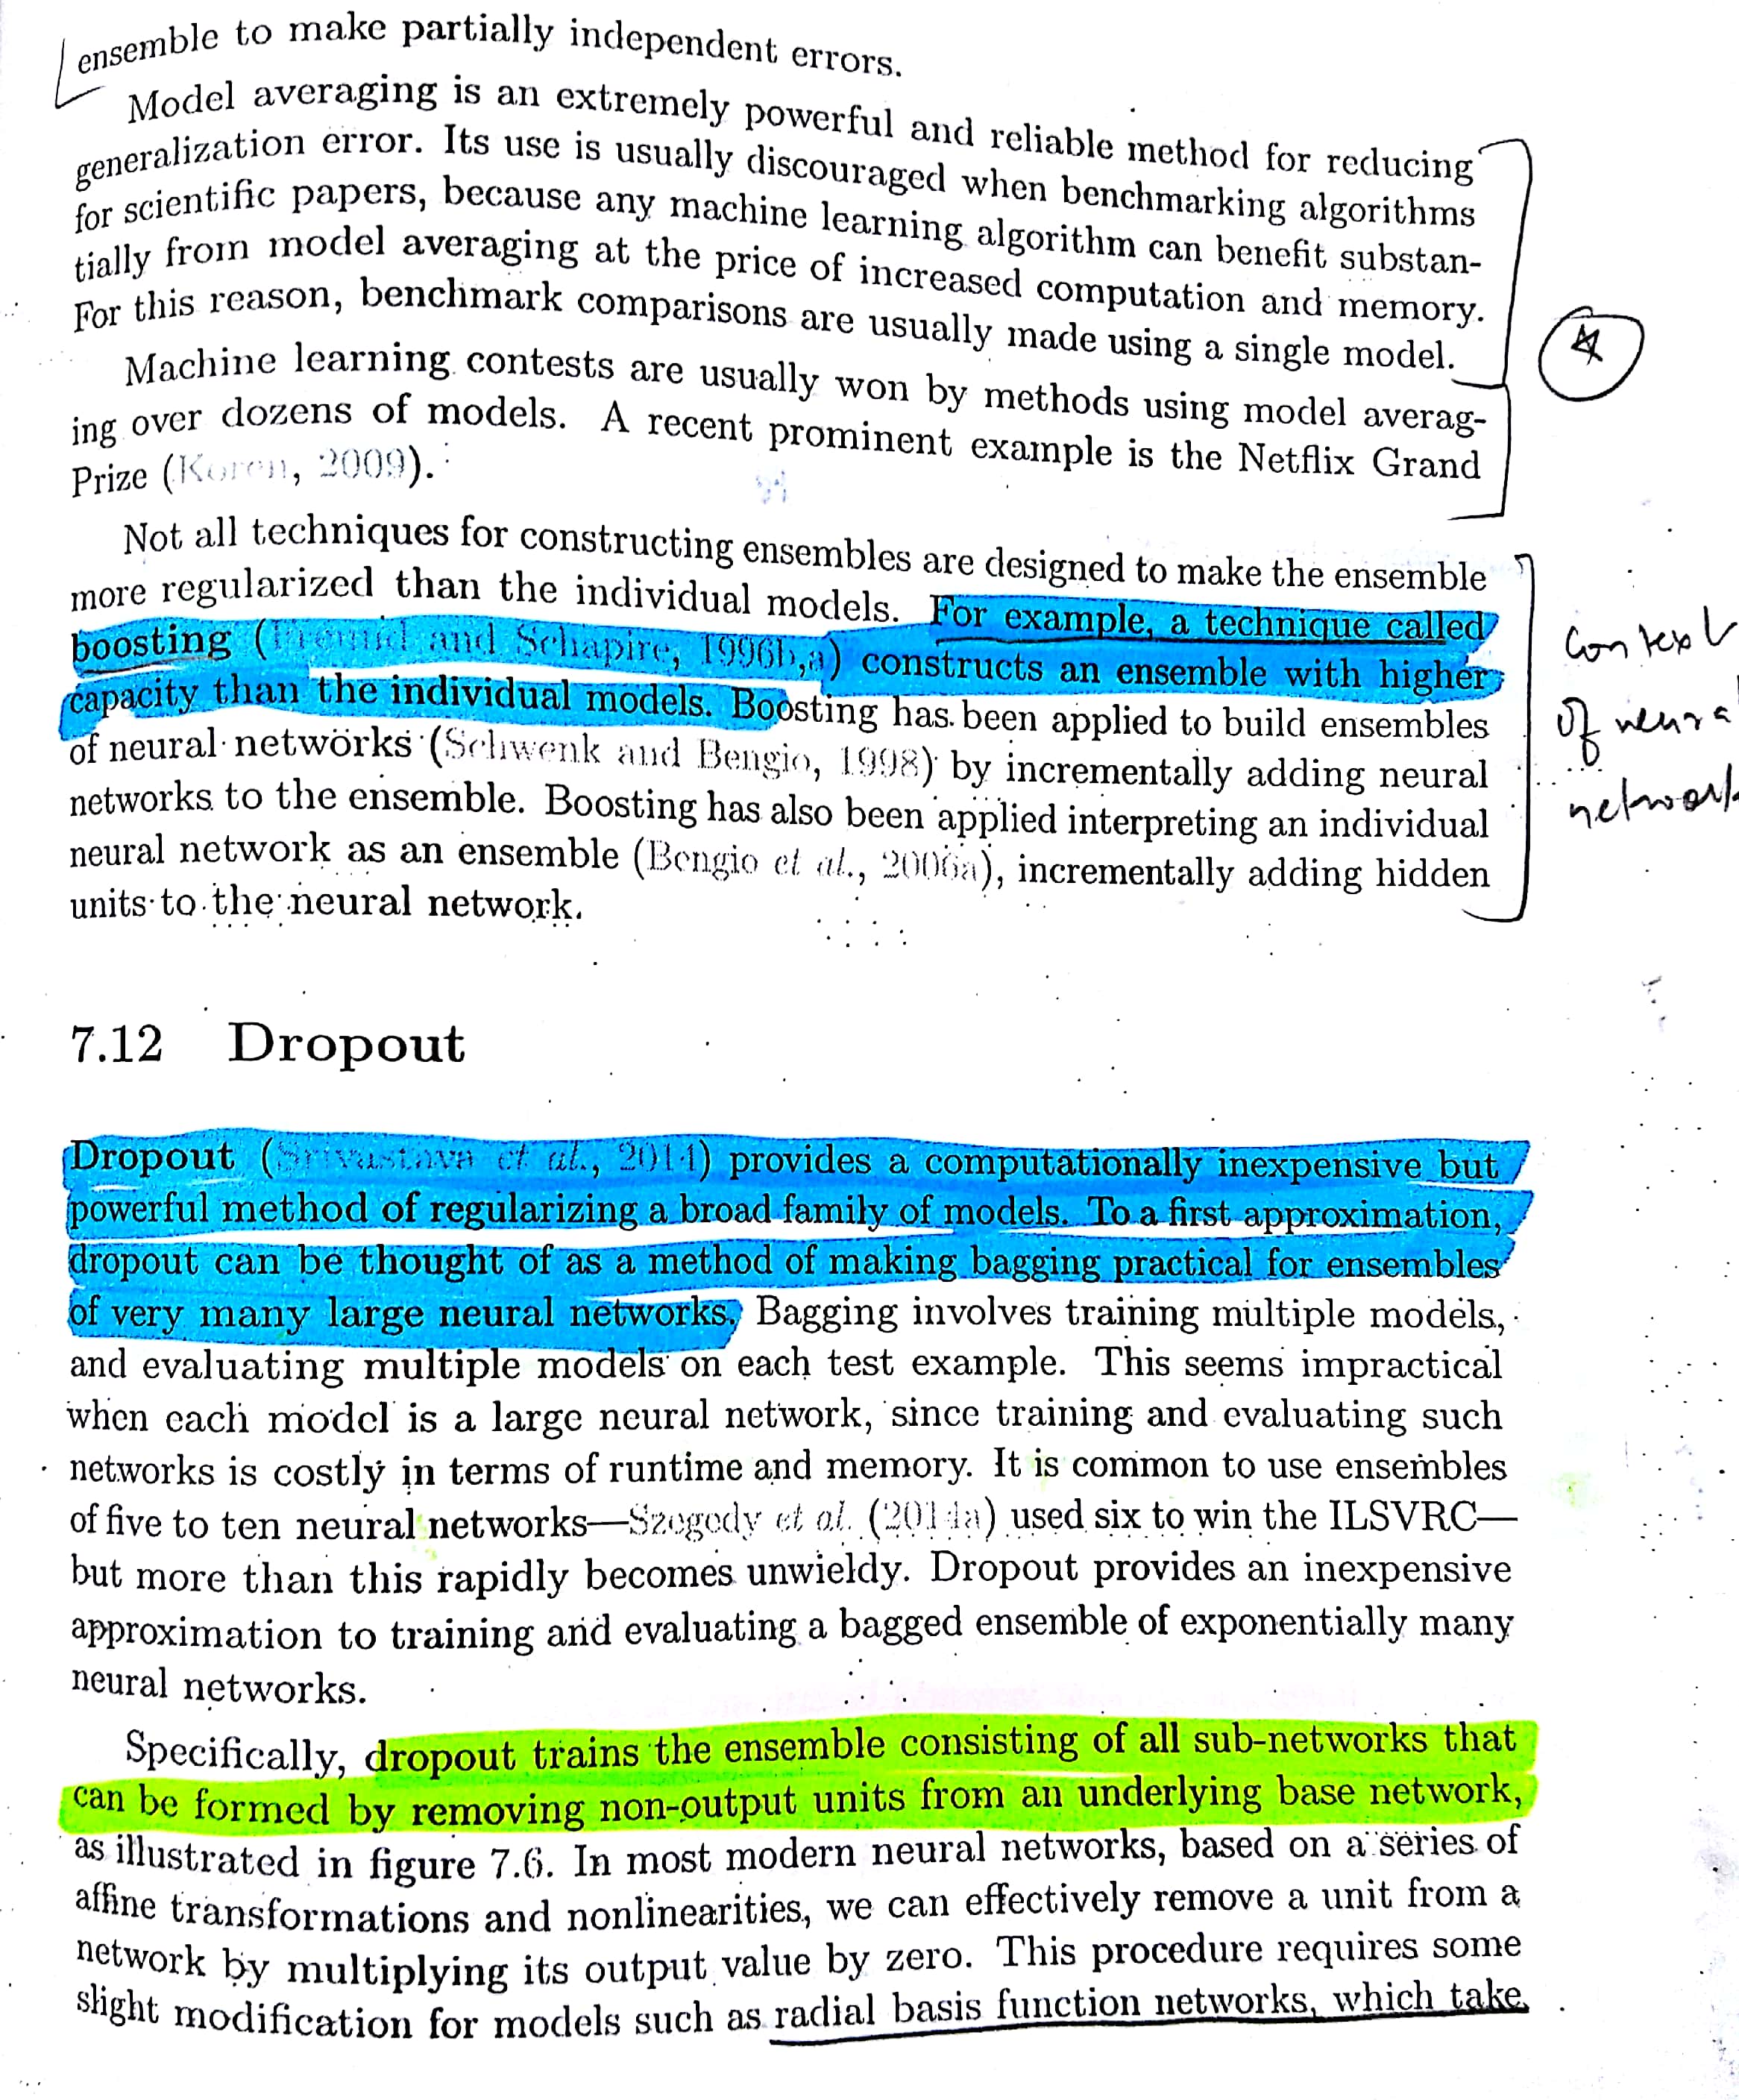 ensemble to make partially independent errors.
Model averaging is an extremely powerful and reliable method for reducing
generalization error. Its use is usually discouraged when benchmarking algorithms
for scientific papers, because any machine learning algorithm can benefit substan-
tially from model averaging at the price of increased computation and memory.
For this reason, benchmark comparisons are usually made using a single model.
Machine learning contests are usually won by methods using model averag-
ing over dozens of models. A recent prominent example is the Netflix Grand
Prize (Koren, 2009).
Not all techniques for constructing ensembles are designed to make the ensemble
more regularized than the individual models. For example, a technique called
boosting (Freund and Schapire, 1996b,a) constructs an ensemble with higher
capacity than the individual models. Boosting has been applied to build ensembles
of neural networks (Schwenk and Bengio, 1998) by incrementally adding neural
networks to the ensemble. Boosting has also been applied interpreting an individual
neural network as an ensemble (Bengio et al., 2006a), incrementally adding hidden
units to the neural network.
Context
of neura
network
7.12 Dropout
Dropout (Srivastava et al., 2014) provides a computationally inexpensive but
powerful method of regularizing a broad family of models. To a first approximation,
dropout can be thought of as a method of making bagging practical for ensembles
of very many large neural networks. Bagging involves training multiple models,
and evaluating multiple models on each test example. This seems impractical
when each model is a large neural network, since training and evaluating such
networks is costly in terms of runtime and memory. It is common to use ensembles
of five to ten neural networks—Szegedy et al. (2014a) used six to win the ILSVRC—
but more than this rapidly becomes unwieldy. Dropout provides an inexpensive
approximation to training and evaluating a bagged ensemble of exponentially many
neural networks.
Specifically, dropout trains the ensemble consisting of all sub-networks that
can be formed by removing non-output units from an underlying base network,
as illustrated in figure 7.6. In most modern neural networks, based on a series of
affine transformations and nonlinearities, we can effectively remove a unit from a
network by multiplying its output value by zero. This procedure requires some
slight modification for models such as radial basis function networks, which take